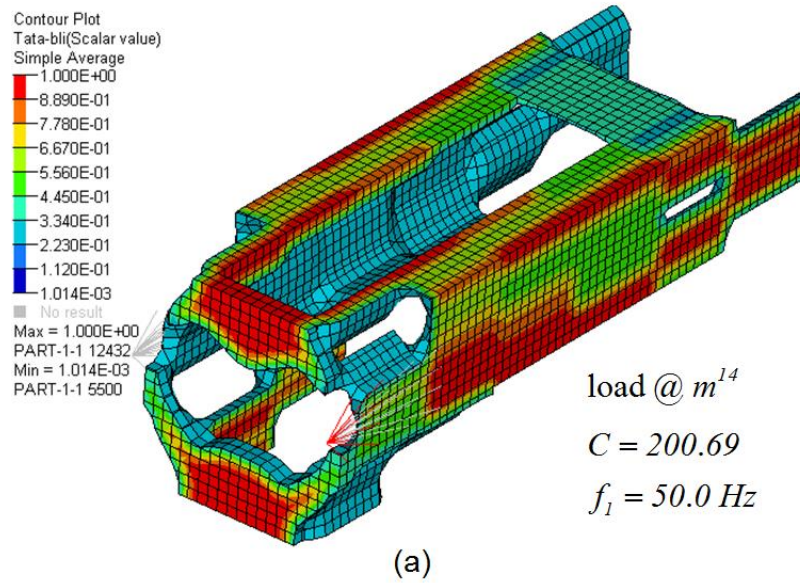 Contour Plot
Tata-bli(Scalar value)
Simple Average
1.000E+00
8.890E-01
7.780E-01
6.670E-01
5.560E-01
4.450E-01
3.340E-01
2.230E-01
1.120E-01
1.014E-03
No result
Max = 1.000E+00
PART-1-1 12432
Min = 1.014E-03
PART-1-1 5500
load @ m¹⁴
C = 200.69
f₁ = 50.0 Hz
(a)